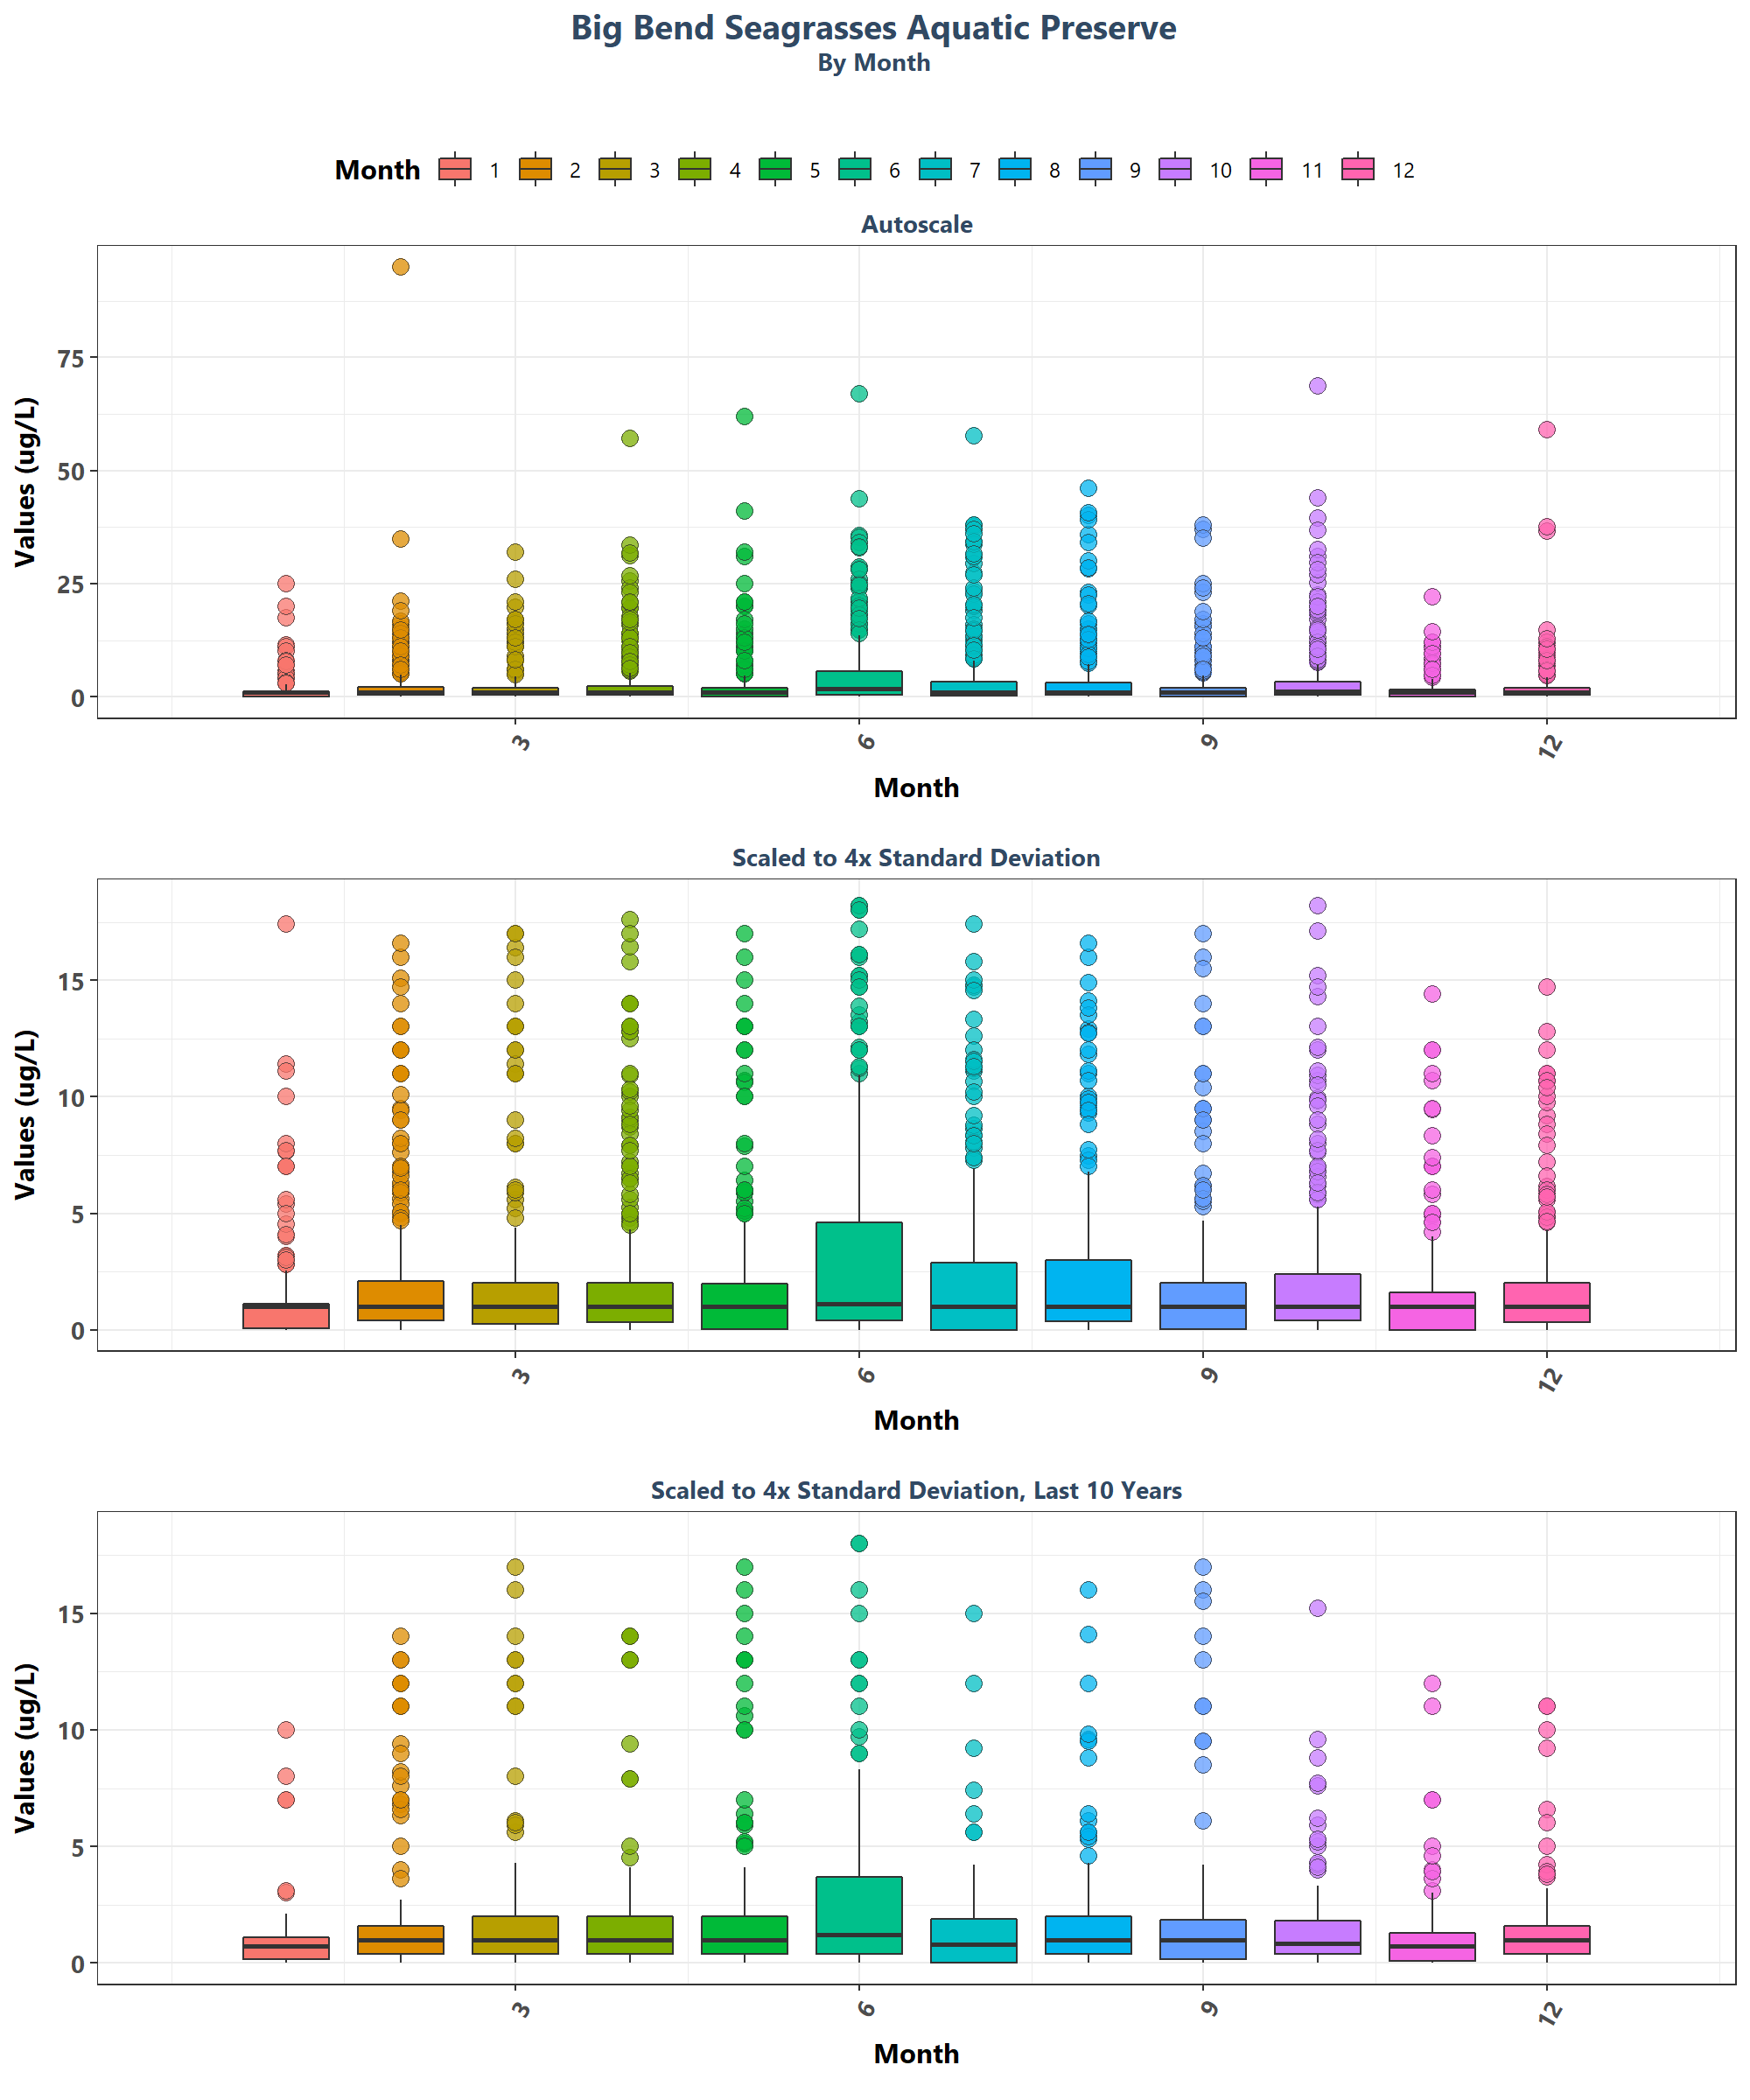 Big Bend Seagrasses Aquatic Preserve
By Month
Month 1 2 3 4 5 6 7 8 9 10 11 12
Autoscale
Values (ug/L)
75
50
25
0
3 6 9 12
Month
Scaled to 4x Standard Deviation
Values (ug/L)
15
10
5
0
3 6 9 12
Month
Scaled to 4x Standard Deviation, Last 10 Years
Values (ug/L)
15
10
5
0
3 6 9 12
Month